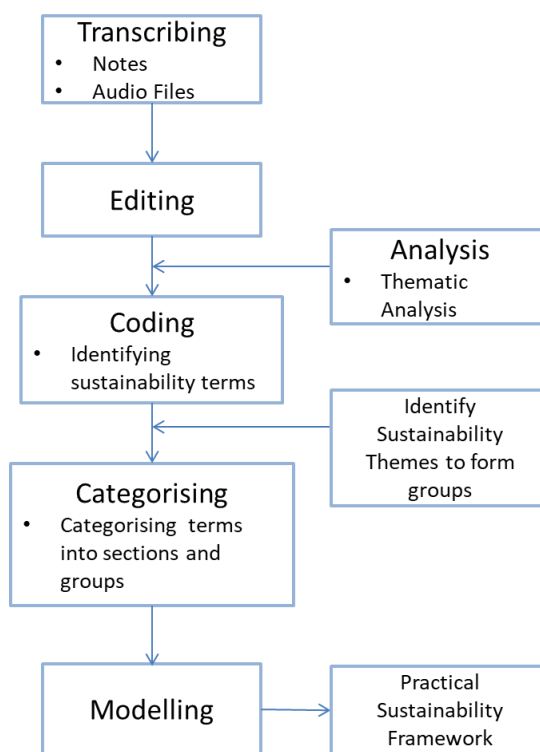 Transcribing
• Notes
• Audio Files
Editing
Analysis
• Thematic
Analysis
Coding
• Identifying
sustainability terms
Identify
Sustainability
Themes to form
groups
Categorising
• Categorising terms
into sections and
groups
Modelling
Practical
Sustainability
Framework